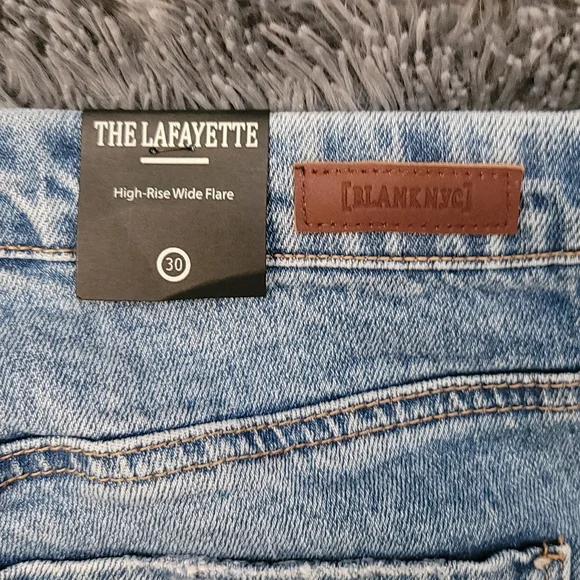 THE LAFAYETTE
High-Rise Wide Flare
30
[BLANKNYC]